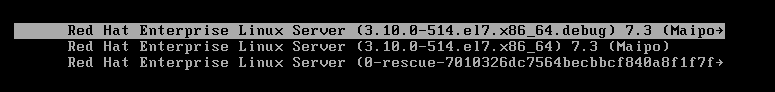 Red Hat Enterprise Linux Server (3.10.0-514.el7.x86_64.debug) 7.3 (Maipo→
Red Hat Enterprise Linux Server (3.10.0-514.el7.x86_64) 7.3 (Maipo)
Red Hat Enterprise Linux Server (0-rescue-7010326dc7564becbbcf840a8f1f7f→